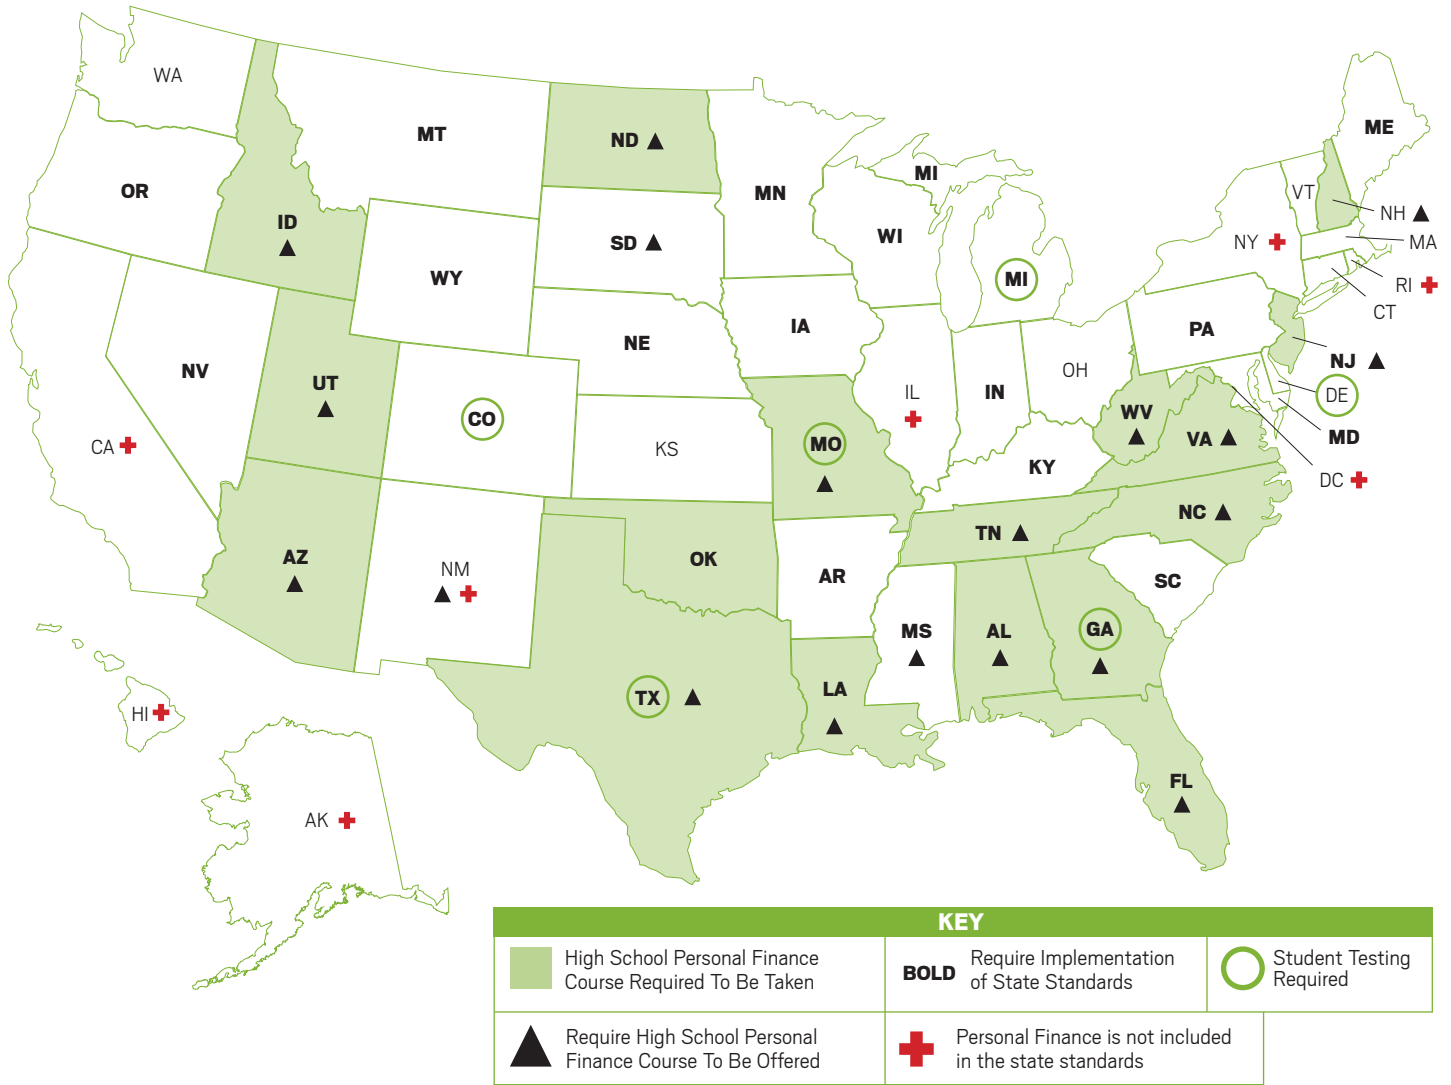 WA
MT
ND
MN
ME
OR
ID
MI
VT
NH
SD
WI
NY
MA
WY
MI
RI
CT
IA
PA
NE
NV
UT
NJ
OH
IL
IN
DE
CO
WV
CA
KS
MO
VA
MD
KY
DC
NC
TN
AZ
NM
OK
AR
SC
MS
AL
GA
TX
LA
HI
FL
AK
KEY
High School Personal Finance
Course Required To Be Taken
BOLD
Require Implementation
of State Standards
Student Testing
Required
Require High School Personal
Finance Course To Be Offered
Personal Finance is not included
in the state standards